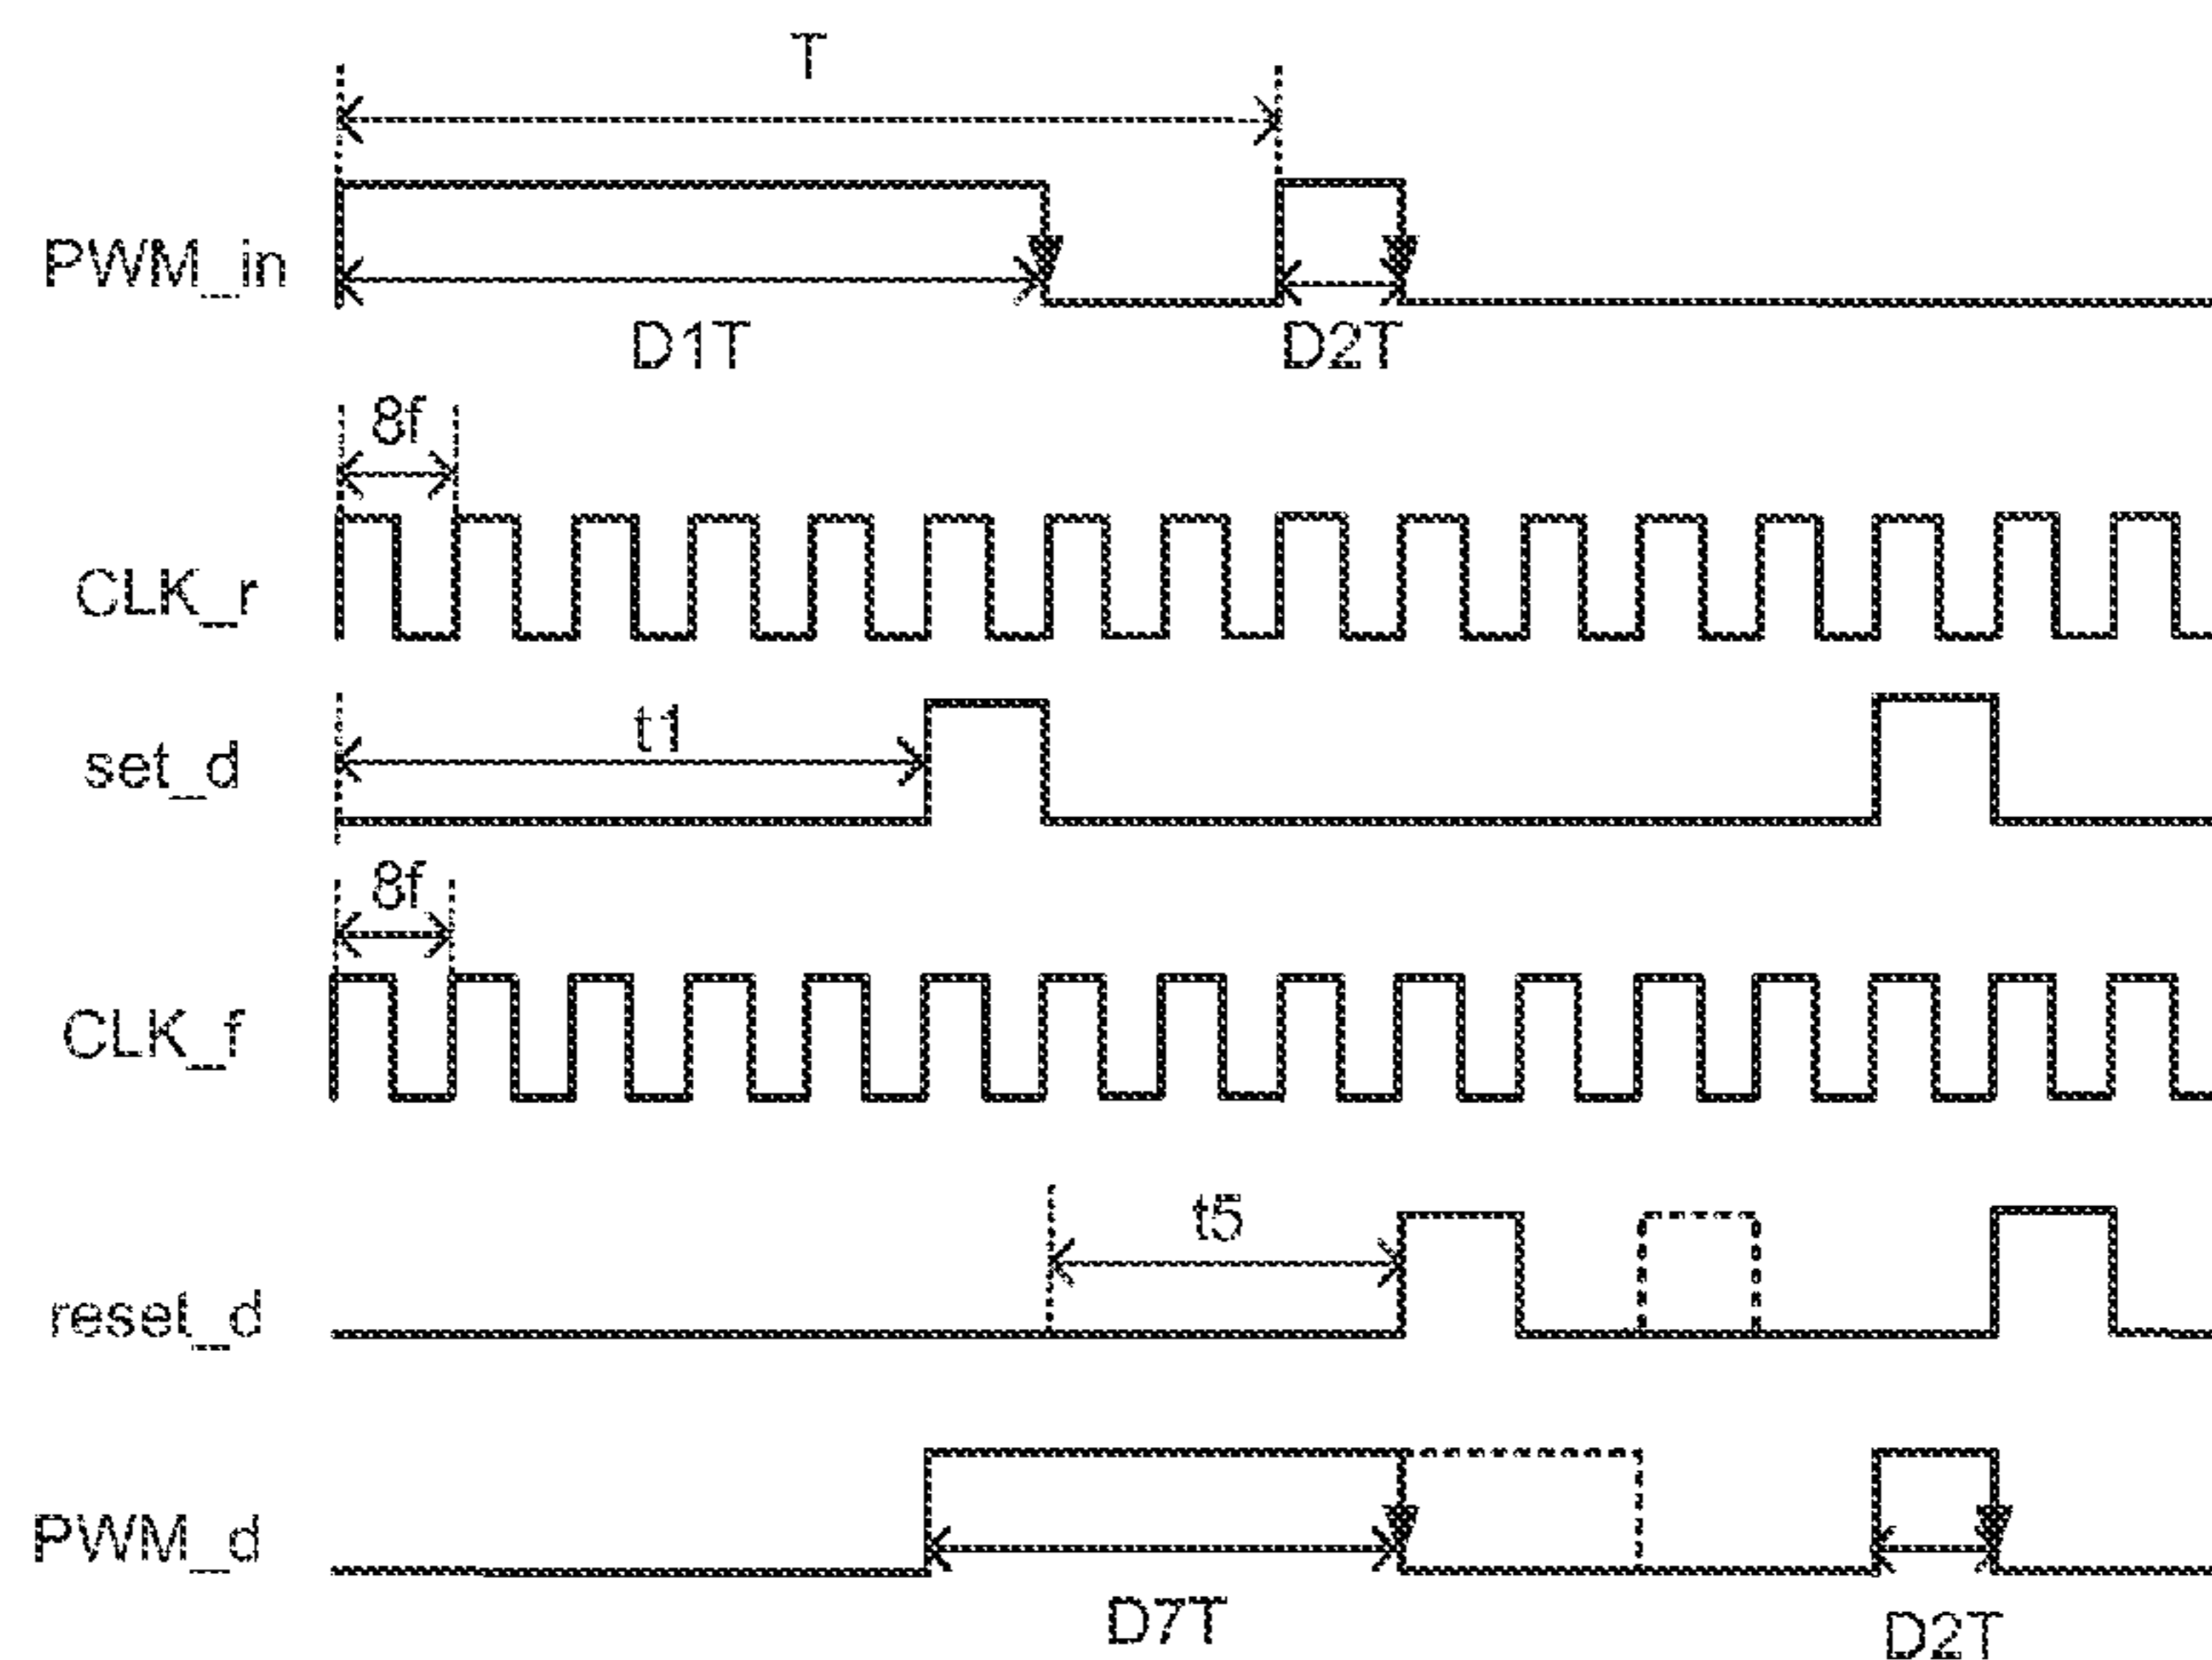 T
PWM_in
D1T
D2T
8f
CLK_r
t1
set_d
8f
CLK_f
t5
reset_d
PWM_d
D7T
D2T